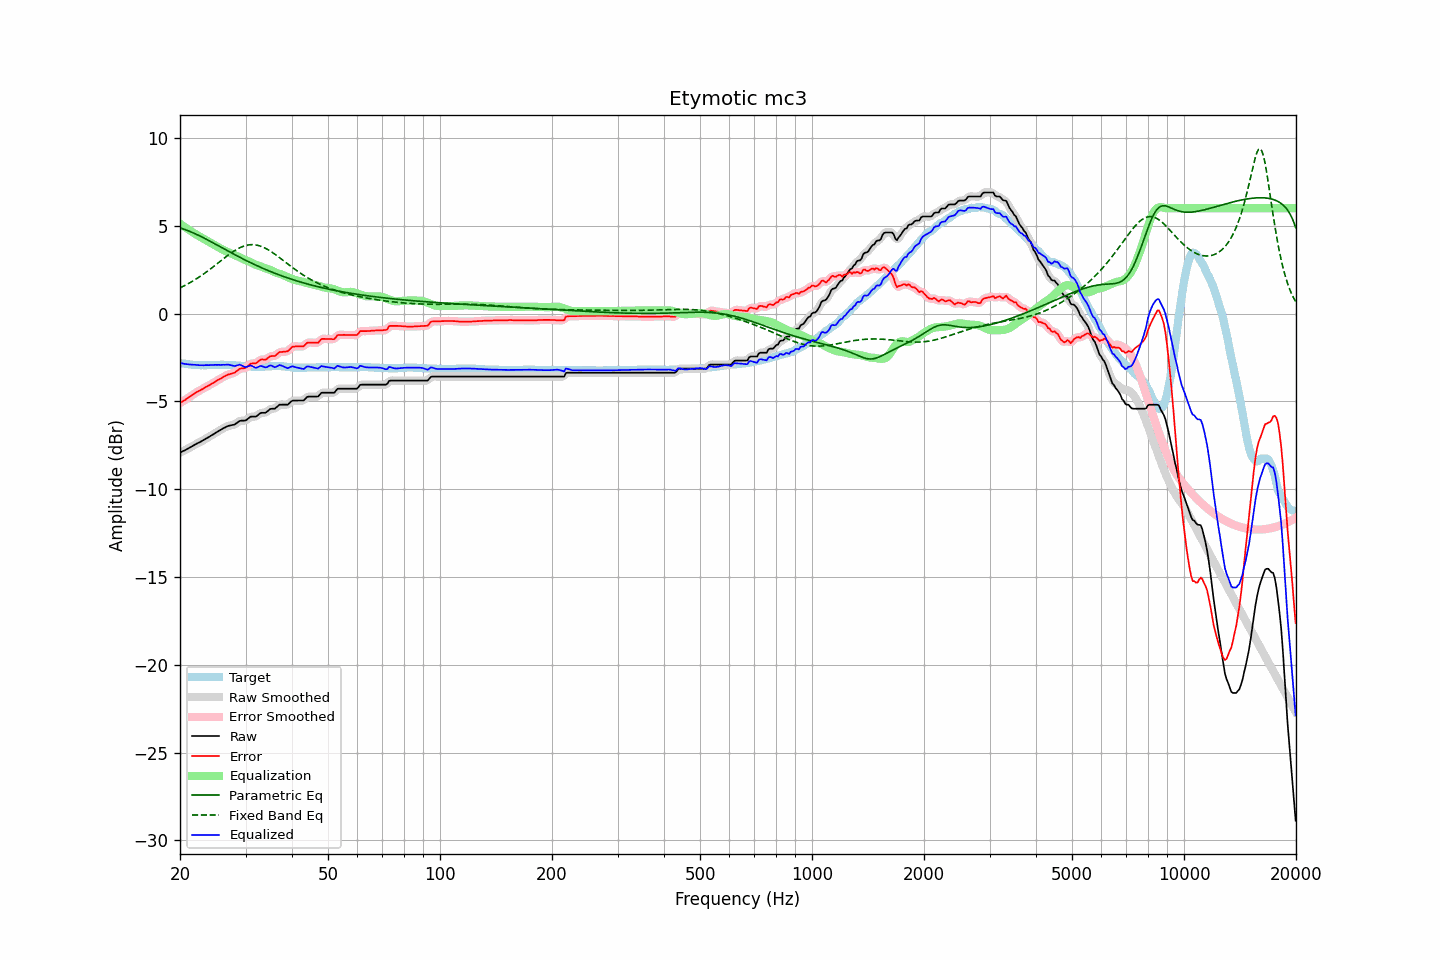 Etymotic mc3
Amplitude (dBr)
10
5
0
−5
−10
−15
−20
−25
−30
Target
Raw Smoothed
Error Smoothed
Raw
Error
Equalization
Parametric Eq
Fixed Band Eq
Equalized
20 50 100 200 500 1000 2000 5000 10000 20000
Frequency (Hz)